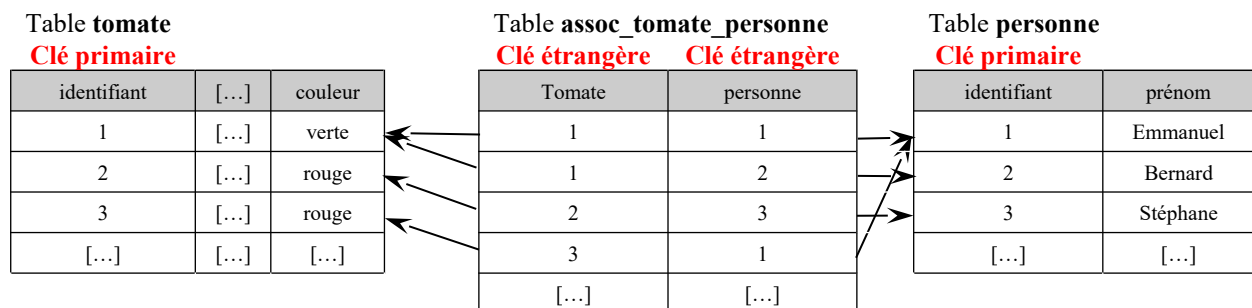 Table tomate Table assoc_tomate_personne Table personne
Clé primaire Clé étrangère Clé étrangère Clé primaire
identifiant […] couleur Tomate personne identifiant prénom
1 […] verte 1 1 1 Emmanuel
2 […] rouge 1 2 2 Bernard
3 […] rouge 2 3 3 Stéphane
[…] […] […] 3 1 […] […]
[…] […]